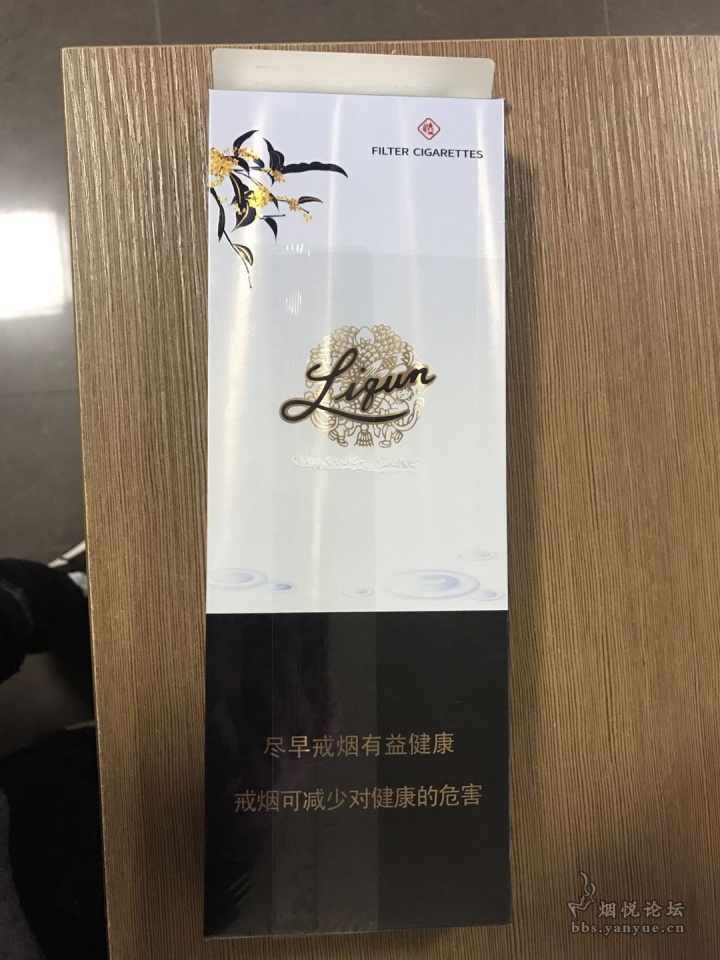 FILTER CIGARETTES
Liqun
尽早戒烟有益健康
戒烟可减少对健康的危害
烟悦论坛
bbs.yanyue.cn